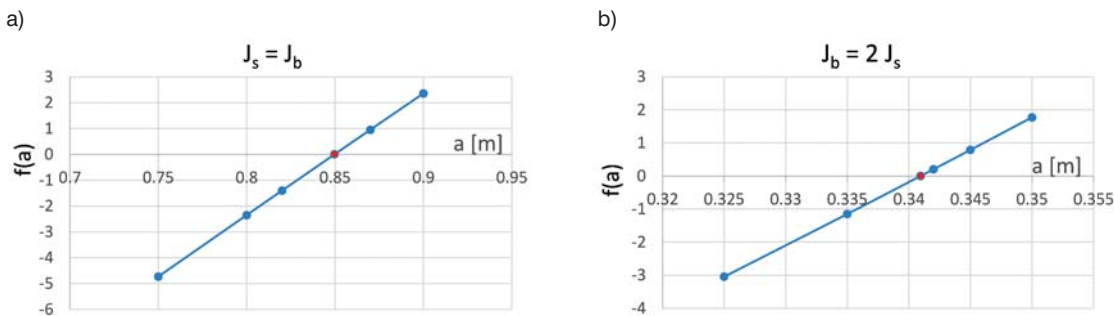 a)
J_s = J_b
3
2
1
0
-1
-2
-3
-4
-5
-6
f(a)
a [m]
0.7 0.75 0.8 0.85 0.9 0.95
b)
J_b = 2 J_s
3
2
1
0
-1
-2
-3
-4
f(a)
a [m]
0.32 0.325 0.33 0.335 0.34 0.345 0.35 0.355